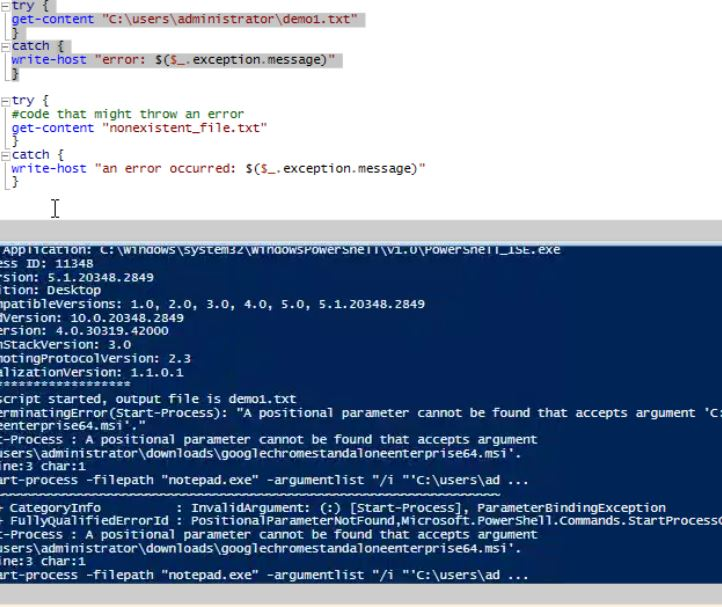 try {
get-content "C:\users\administrator\demo1.txt"
}
catch {
write-host "error: $($_.exception.message)"
}
try {
#code that might throw an error
get-content "nonexistent_file.txt"
}
catch {
write-host "an error occurred: $($_.exception.message)"
}
Application: C:\Windows\system32\WindowsPowerShell\v1.0\PowerShell_ISE.exe
ess ID: 11348
rsion: 5.1.20348.2849
ition: Desktop
mpatibleVersions: 1.0, 2.0, 3.0, 4.0, 5.0, 5.1.20348.2849
dVersion: 10.0.20348.2849
ersion: 4.0.30319.42000
nStackVersion: 3.0
motingProtocolVersion: 2.3
alizationVersion: 1.1.0.1
******************
script started, output file is demo1.txt
erminatingError(Start-Process): "A positional parameter cannot be found that accepts argument 'C:
eenterprise64.msi'."
t-Process : A positional parameter cannot be found that accepts argument
users\administrator\downloads\googlechromestandaloneenterprise64.msi'.
ine:3 char:1
art-process -filepath "notepad.exe" -argumentlist "/i "'C:\users\ad ...
~~~~~~~~~~~~~~~~~~~~~~~~~~~~~~~~~~~~~~~~~~~~~~~~~~~~~~~~~~~~~~~~~~~
+ CategoryInfo : InvalidArgument: (:) [Start-Process], ParameterBindingException
+ FullyQualifiedErrorId : PositionalParameterNotFound,Microsoft.PowerShell.Commands.StartProcessC
t-Process : A positional parameter cannot be found that accepts argument
users\administrator\downloads\googlechromestandaloneenterprise64.msi'.
ine:3 char:1
art-process -filepath "notepad.exe" -argumentlist "/i "'C:\users\ad ...